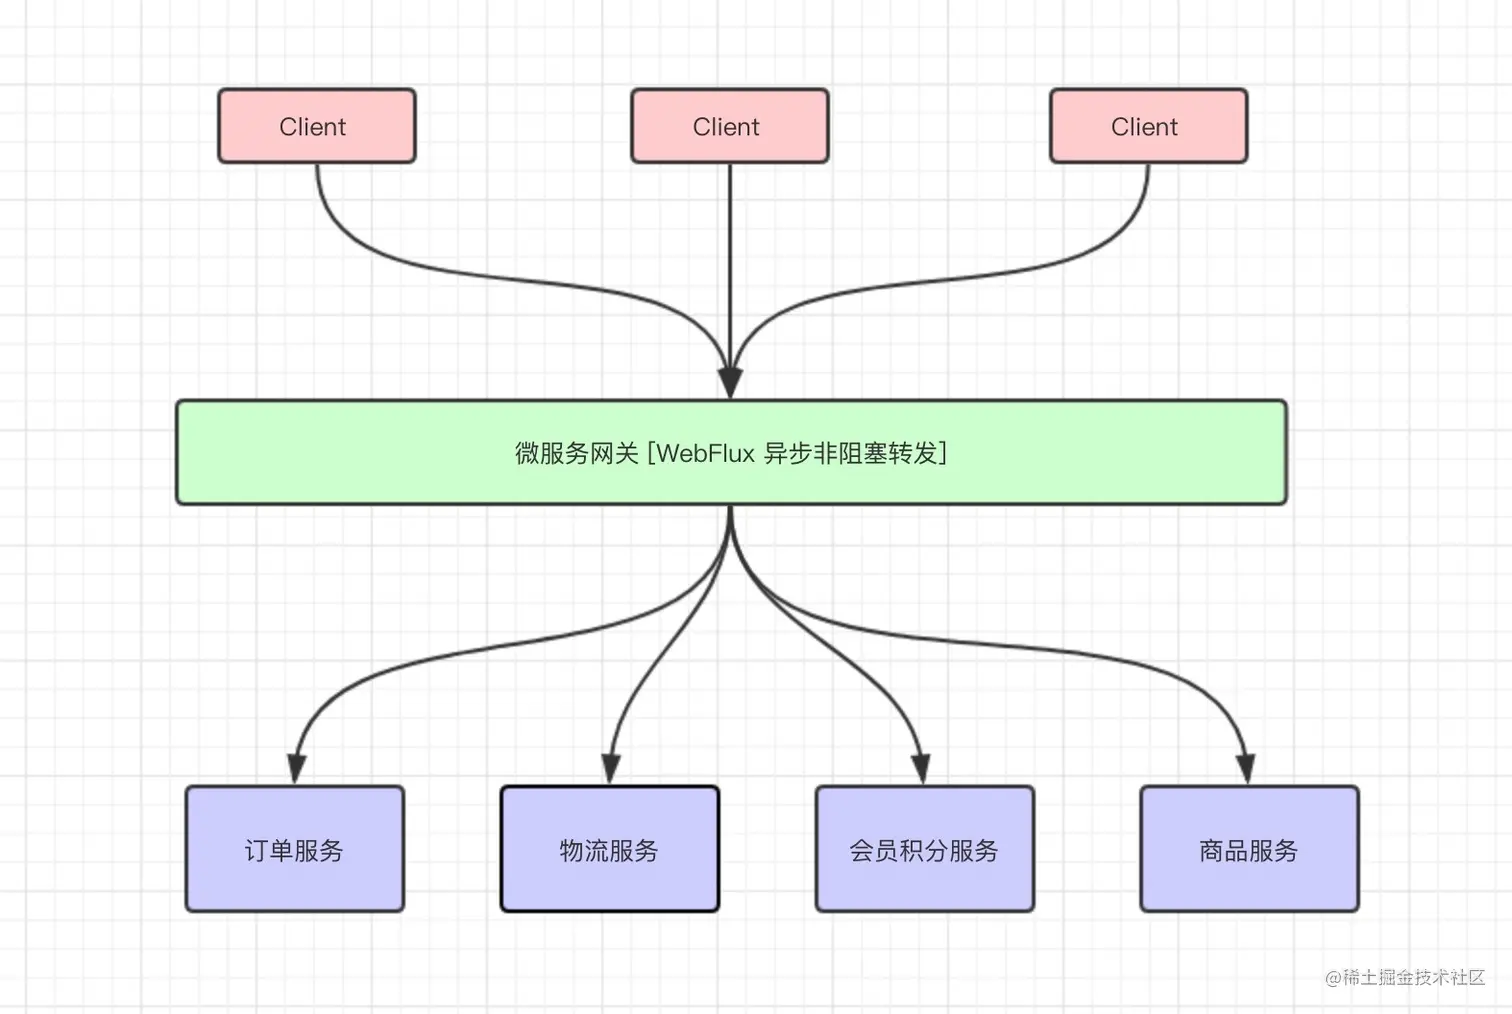 Client
Client
Client
微服务网关 [WebFlux 异步非阻塞转发]
订单服务
物流服务
会员积分服务
商品服务
@稀土掘金技术社区